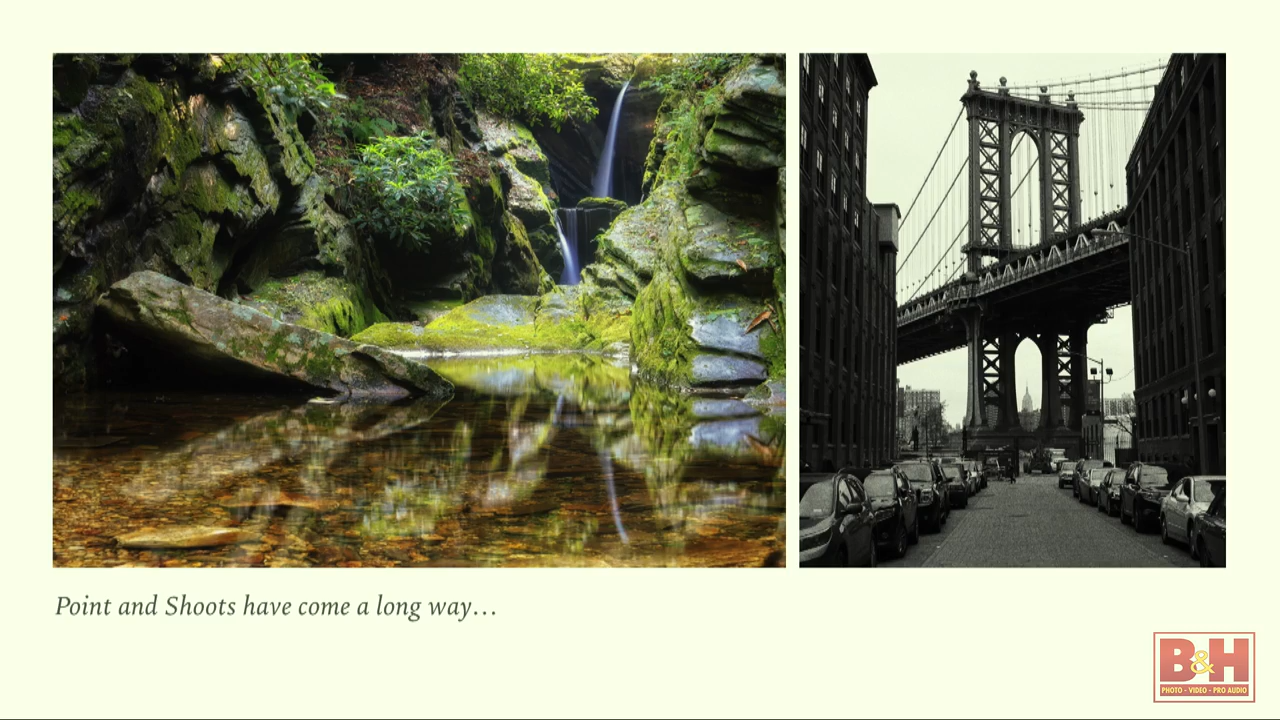 Point and Shoots have come a long way...
B&H
PHOTO - VIDEO - PRO AUDIO